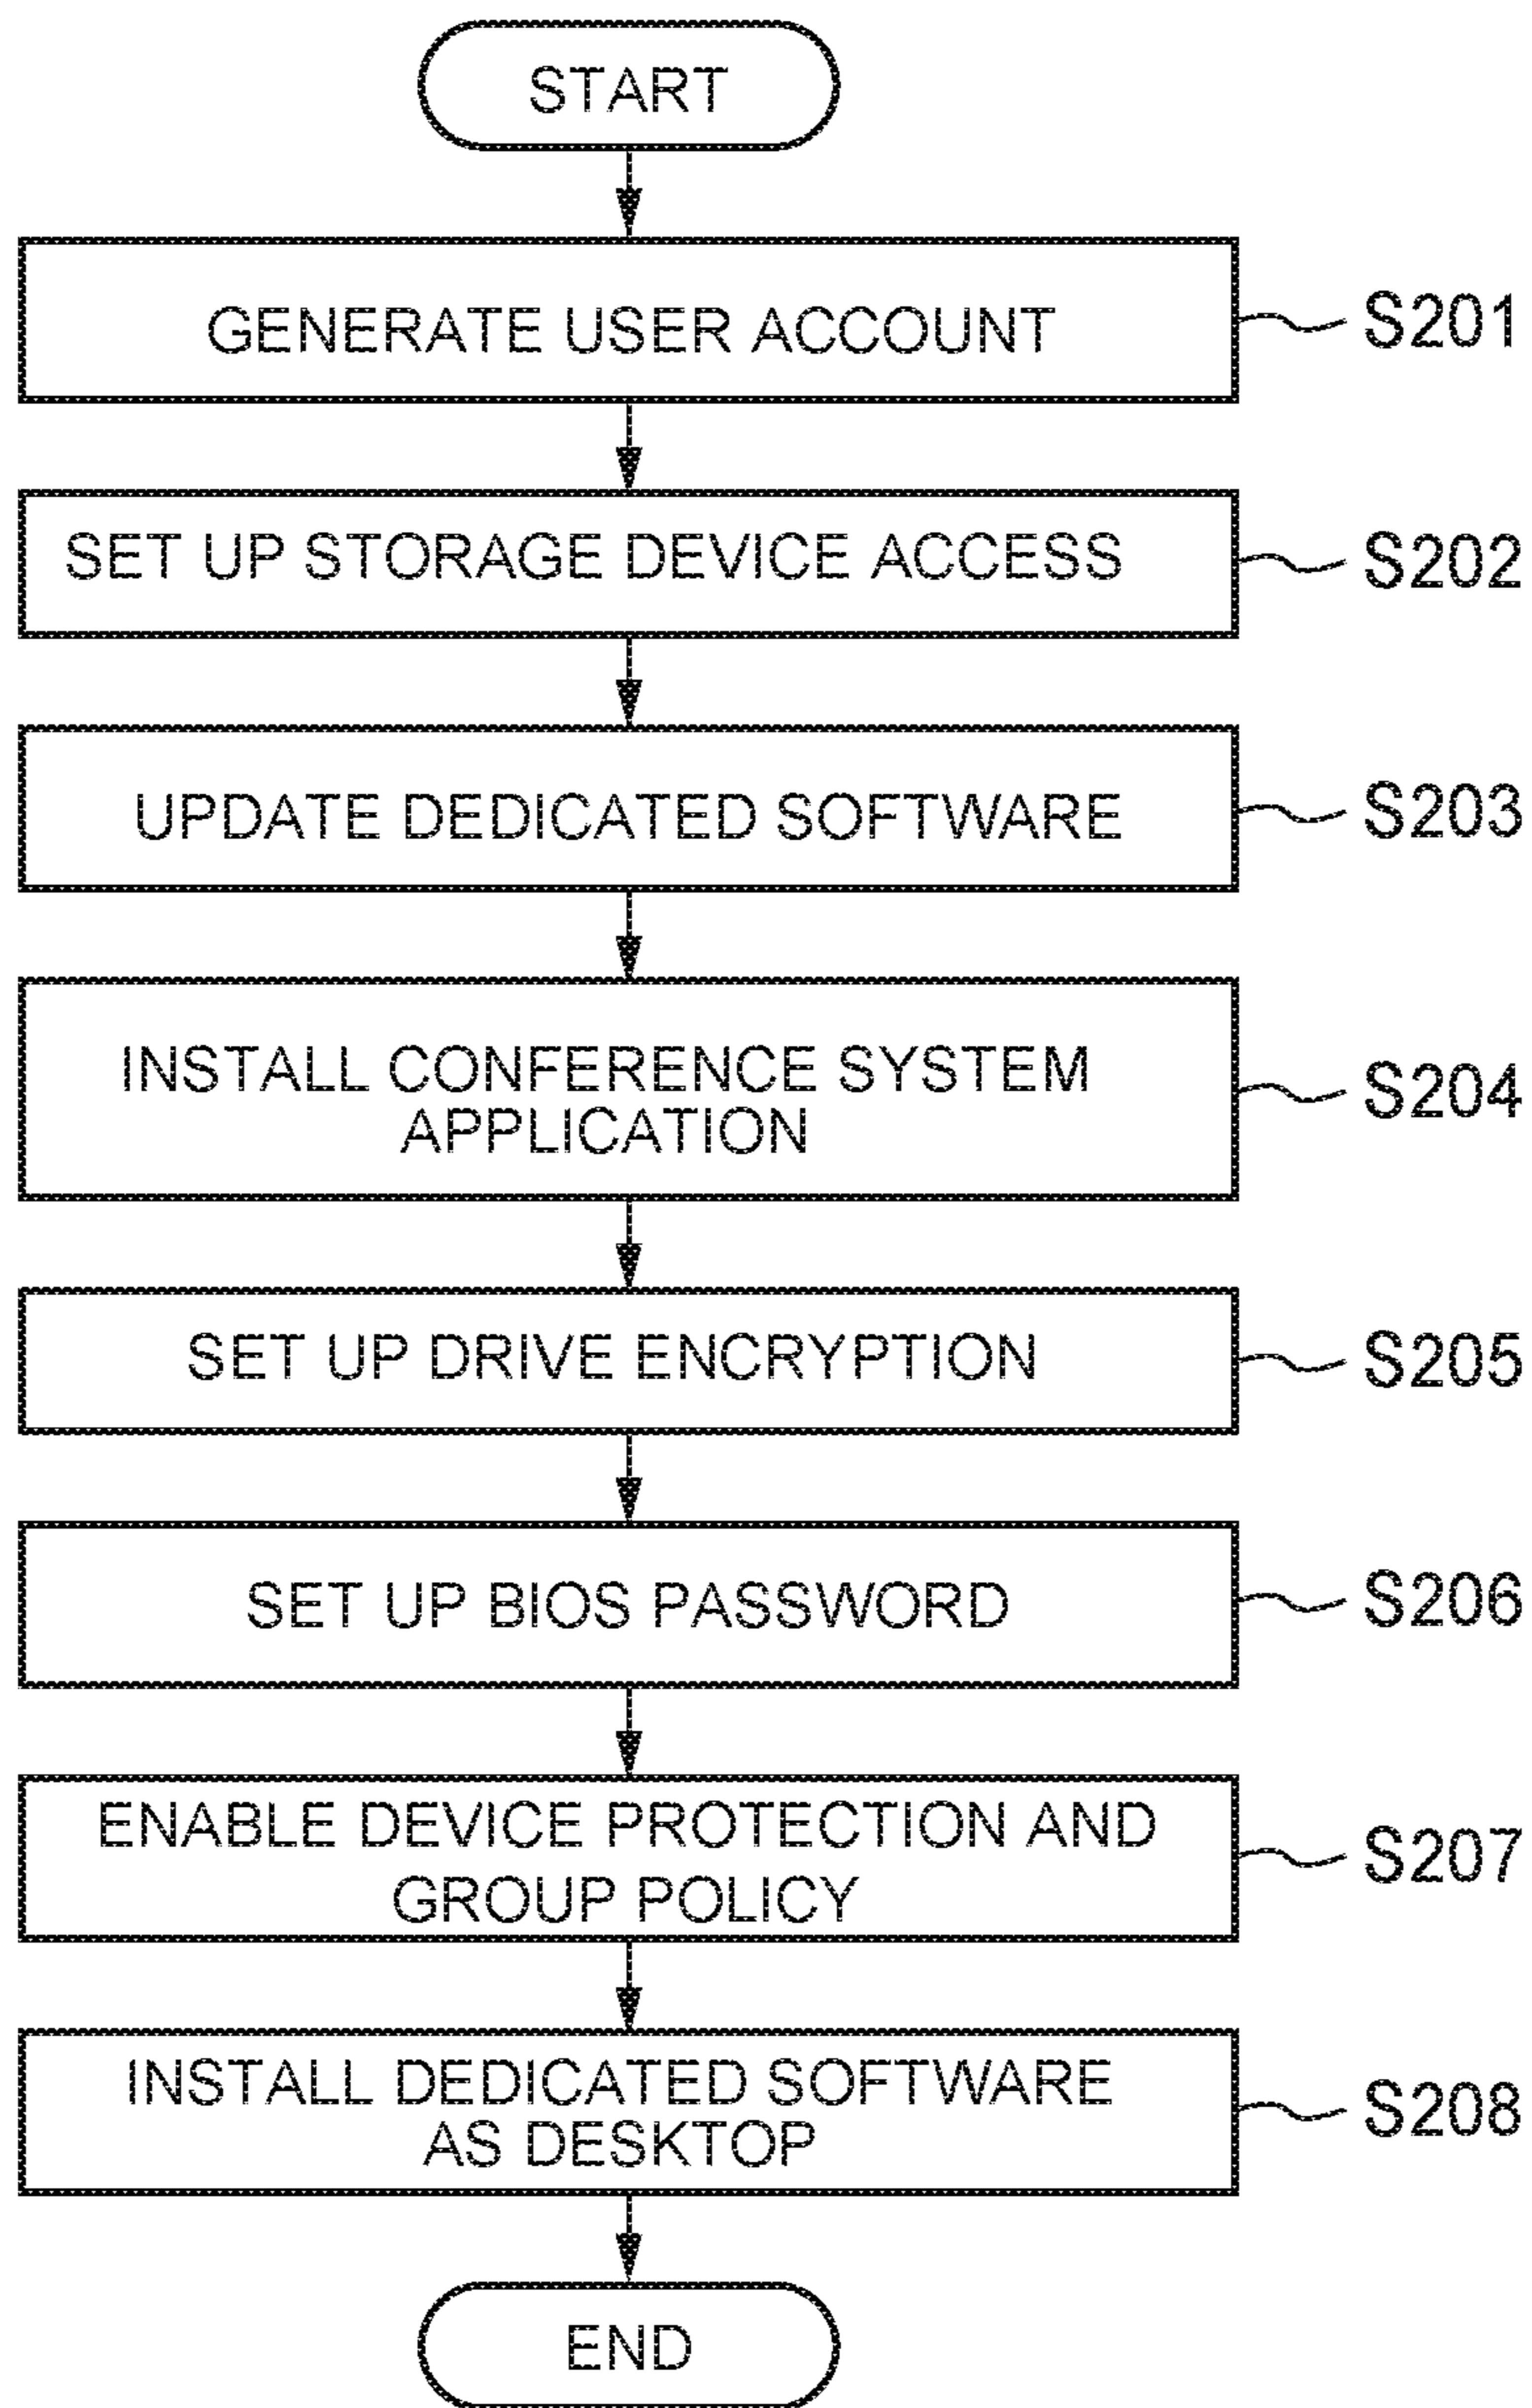 START
GENERATE USER ACCOUNT
S201
SET UP STORAGE DEVICE ACCESS
S202
UPDATE DEDICATED SOFTWARE
S203
INSTALL CONFERENCE SYSTEM
APPLICATION
S204
SET UP DRIVE ENCRYPTION
S205
SET UP BIOS PASSWORD
S206
ENABLE DEVICE PROTECTION AND
GROUP POLICY
S207
INSTALL DEDICATED SOFTWARE
AS DESKTOP
S208
END